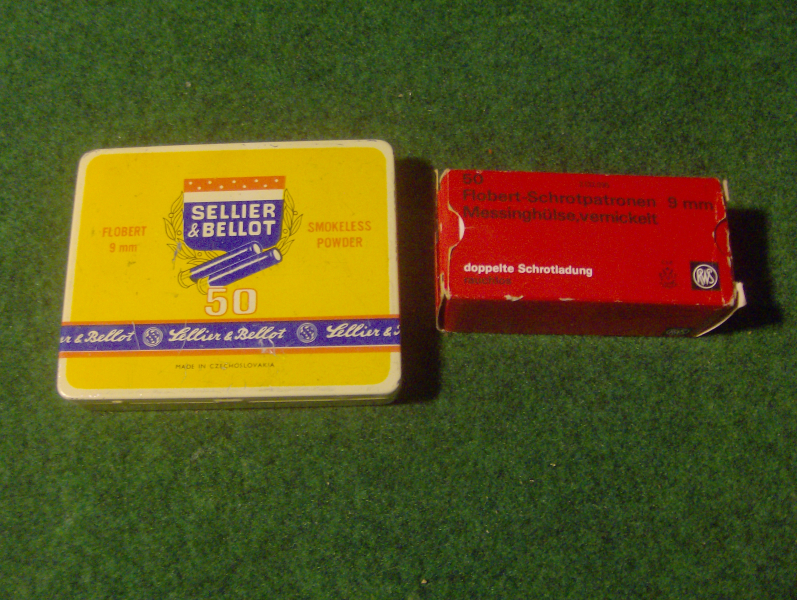 SELLIER
& BELLOT
FLOBERT
9 mm
SMOKELESS
POWDER
50
Sellier & Bellot
Sellier &
MADE IN CZECHOSLOVAKIA
50
Flobert-Schrotpatronen 9 mm
Messinghülse, vernickelt
doppelte Schrotladung
RWS